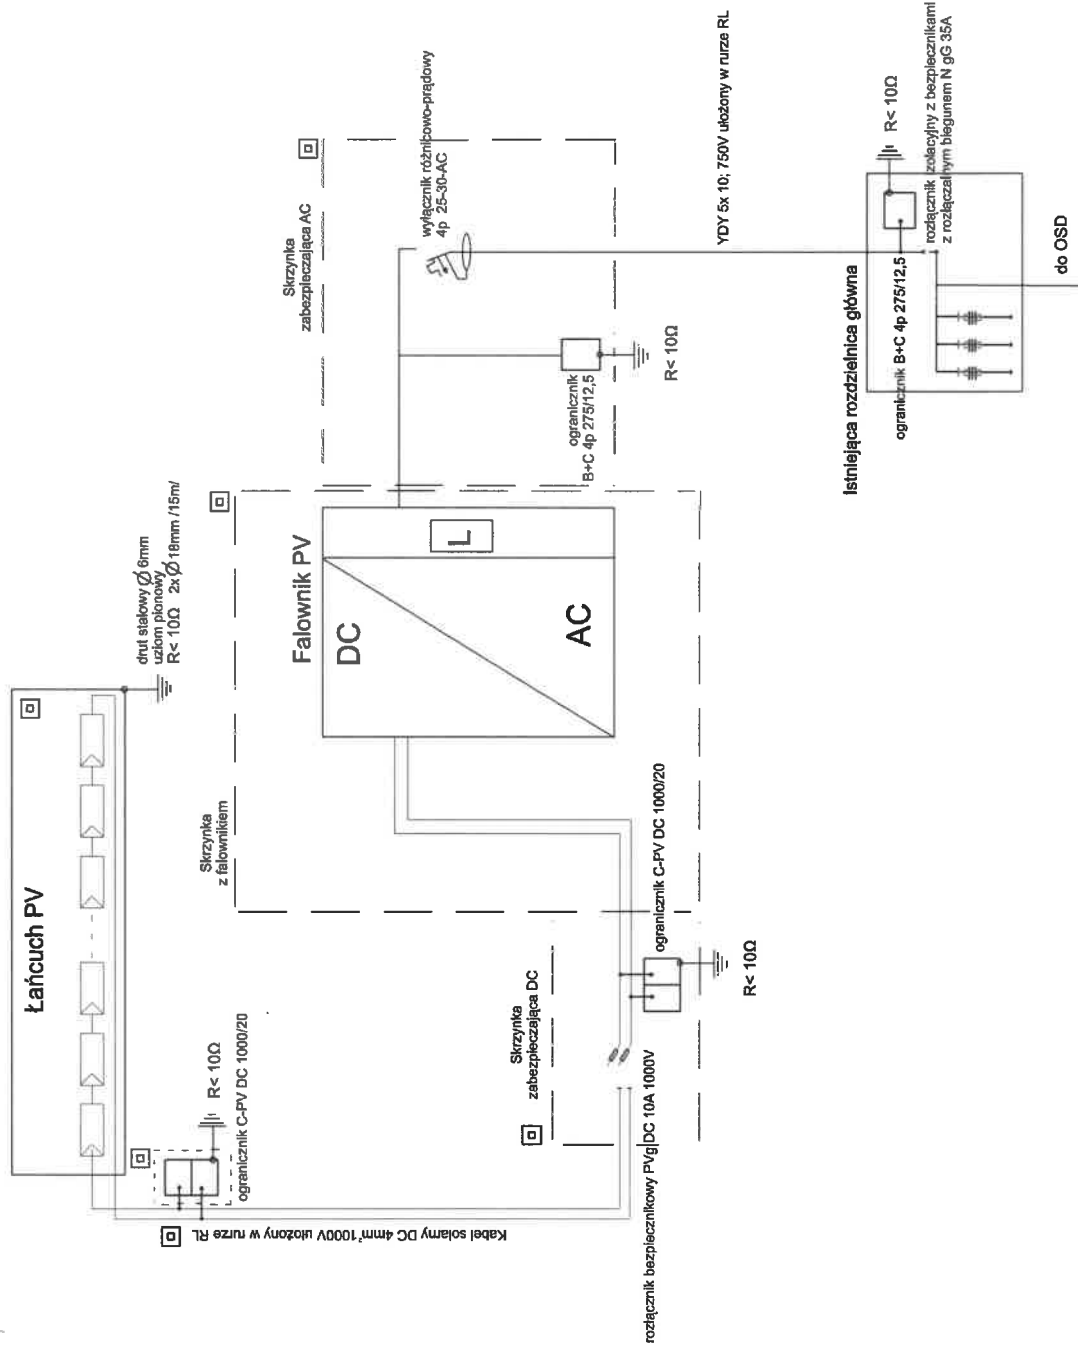 Łańcuch PV
drut stalowy Ø 6mm
uziom pionowy
R< 10Ω 2x Ø 18mm /15m/
R< 10Ω
ogranicznik C-PV DC 1000/20
Kabel solarny DC 4mm² 1000V ułożony w rurze RL
Skrzynka
z falownikiem
Falownik PV
DC
AC
L
Skrzynka
zabezpieczająca AC
wyłącznik różnicowo-prądowy
4p 25-30-AC
ogranicznik
B+C 4p 275/12,5
R< 10Ω
Skrzynka
zabezpieczająca DC
ogranicznik C-PV DC 1000/20
R< 10Ω
rozłącznik bezpiecznikowy PVg|DC 10A 1000V
YDY 5x 10; 750V ułożony w rurze RL
Istniejąca rozdzielnica główna
ogranicznik B+C 4p 275/12,5
R< 10Ω
rozłącznik izolacyjny z bezpiecznikami
z rozłączalnym biegunem N gG 35A
do OSD